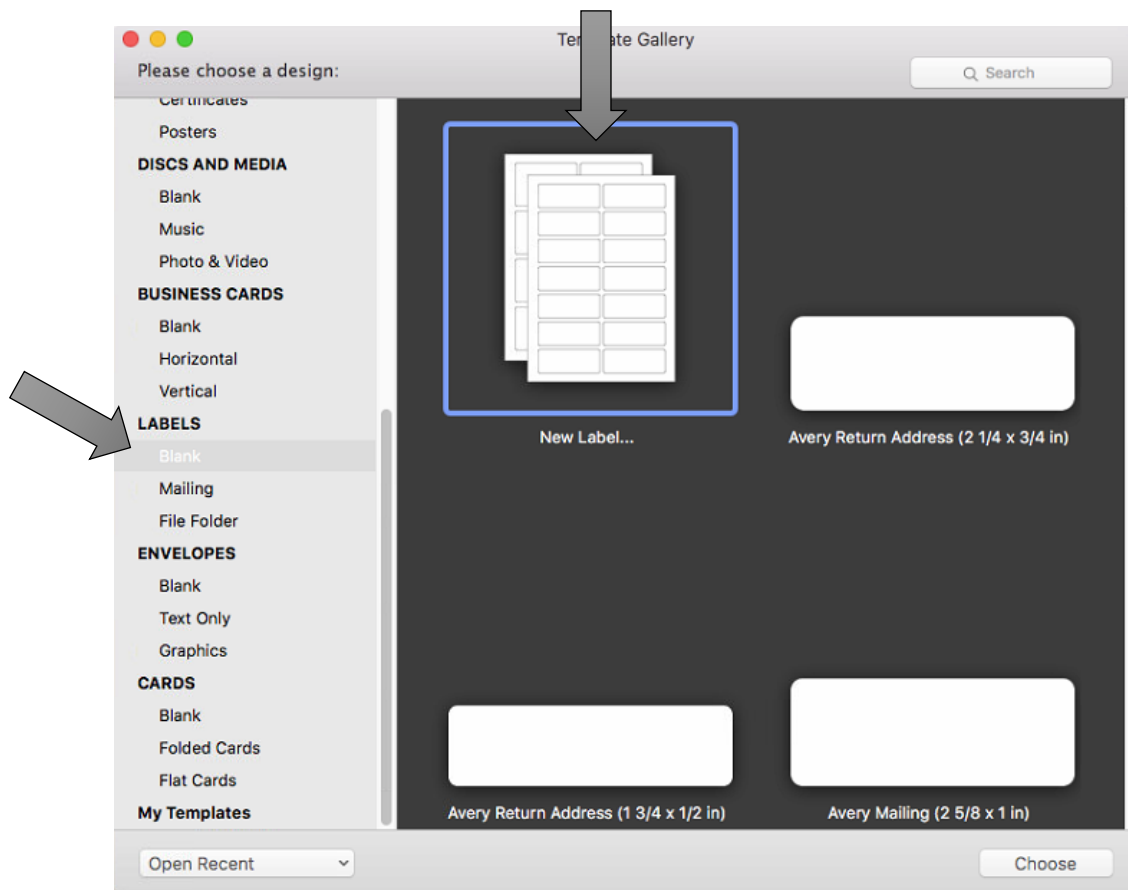 Template Gallery
Please choose a design:
Search
Certificates
Posters
DISCS AND MEDIA
Blank
Music
Photo & Video
BUSINESS CARDS
Blank
Horizontal
Vertical
LABELS
Blank
Mailing
File Folder
ENVELOPES
Blank
Text Only
Graphics
CARDS
Blank
Folded Cards
Flat Cards
My Templates
New Label...
Avery Return Address (2 1/4 x 3/4 in)
Avery Return Address (1 3/4 x 1/2 in)
Avery Mailing (2 5/8 x 1 in)
Open Recent
Choose